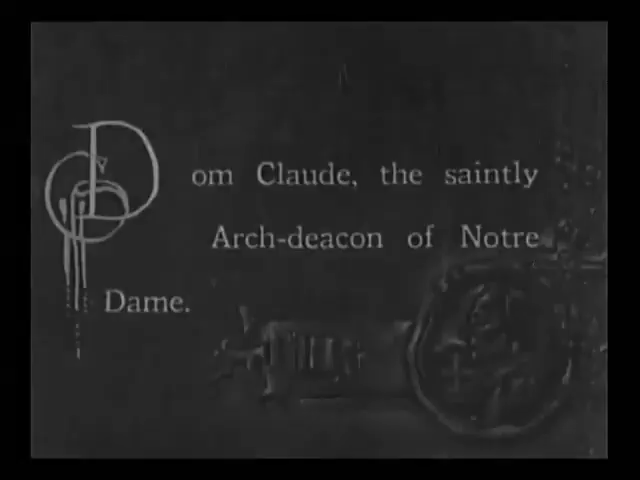 Dom Claude, the saintly
Arch-deacon of Notre
Dame.